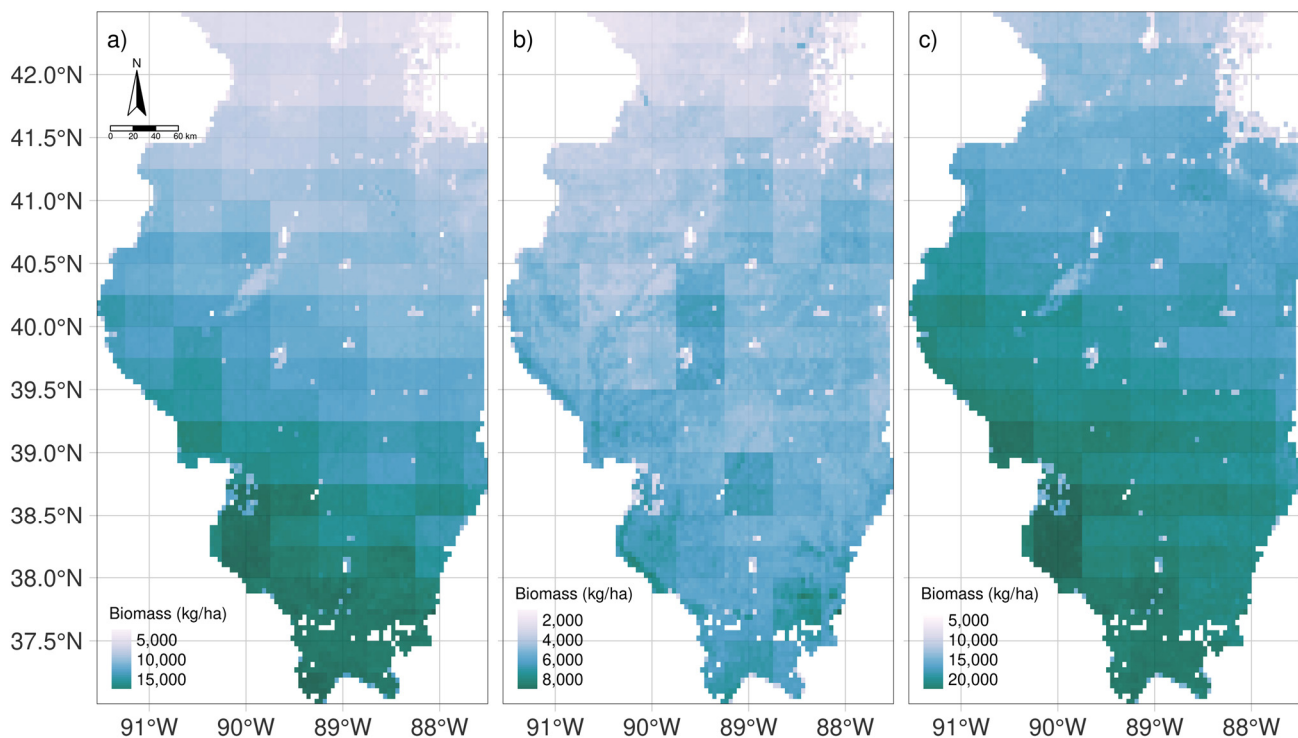 a)
N
0 20 40 60 km
42.0°N
41.5°N
41.0°N
40.5°N
40.0°N
39.5°N
39.0°N
38.5°N
38.0°N
37.5°N
Biomass (kg/ha)
5,000
10,000
15,000
91°W 90°W 89°W 88°W
b)
Biomass (kg/ha)
2,000
4,000
6,000
8,000
91°W 90°W 89°W 88°W
c)
Biomass (kg/ha)
5,000
10,000
15,000
20,000
91°W 90°W 89°W 88°W